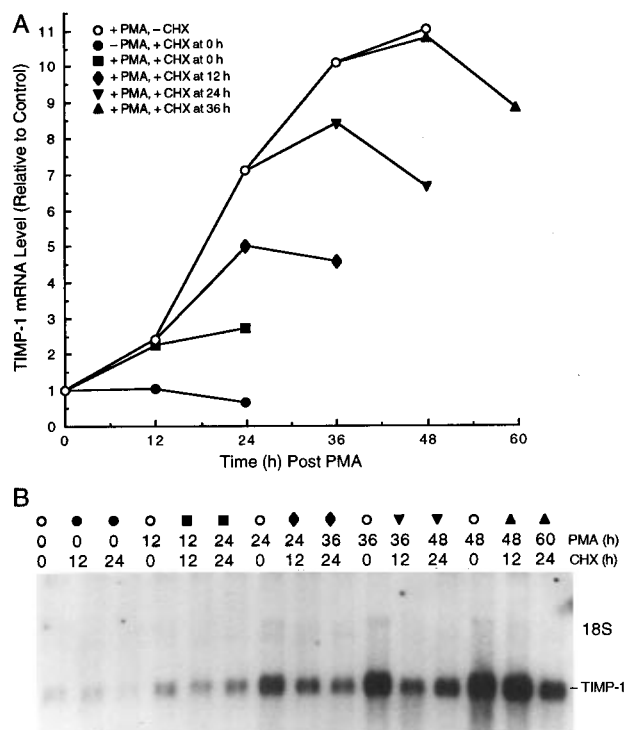 A
+ PMA, – CHX
– PMA, + CHX at 0 h
+ PMA, + CHX at 0 h
+ PMA, + CHX at 12 h
+ PMA, + CHX at 24 h
+ PMA, + CHX at 36 h
TIMP-1 mRNA Level (Relative to Control)
11
10
9
8
7
6
5
4
3
2
1
0
0 12 24 36 48 60
Time (h) Post PMA
B
0 0 0 12 12 24 24 24 36 36 36 48 48 48 60 PMA (h)
0 12 24 0 12 24 0 12 24 0 12 24 0 12 24 CHX (h)
18S
– TIMP-1